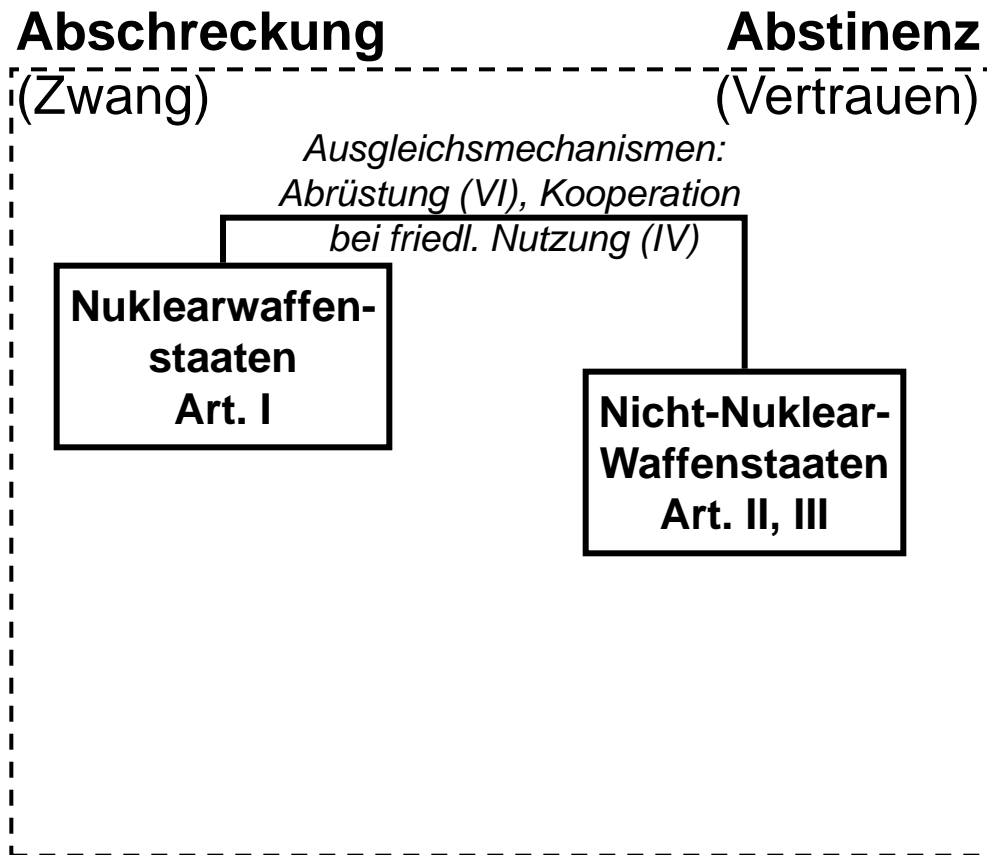 Abschreckung Abstinenz
(Zwang) (Vertrauen)
Ausgleichsmechanismen:
Abrüstung (VI), Kooperation
bei friedl. Nutzung (IV)
Nuklearwaffen-
staaten
Art. I
Nicht-Nuklear-
Waffenstaaten
Art. II, III